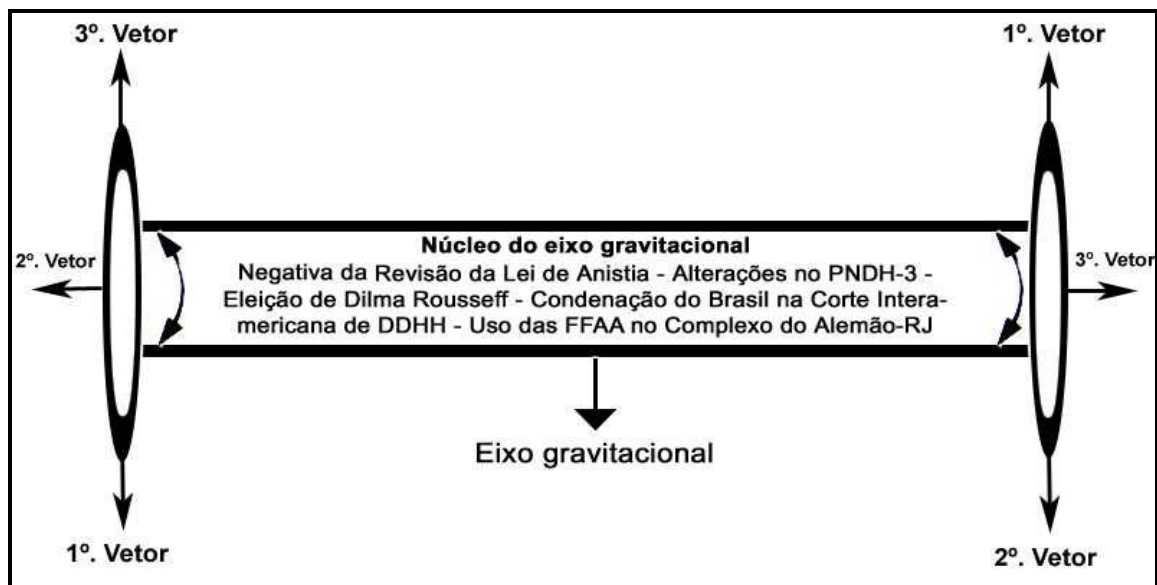 3º. Vetor
1º. Vetor
Núcleo do eixo gravitacional
2º. Vetor
Negativa da Revisão da Lei de Anistia - Alterações no PNDH-3 -
3º. Vetor
Eleição de Dilma Rousseff - Condenação do Brasil na Corte Intera-
mericana de DDHH - Uso das FFAA no Complexo do Alemão-RJ
Eixo gravitacional
1º. Vetor
2º. Vetor